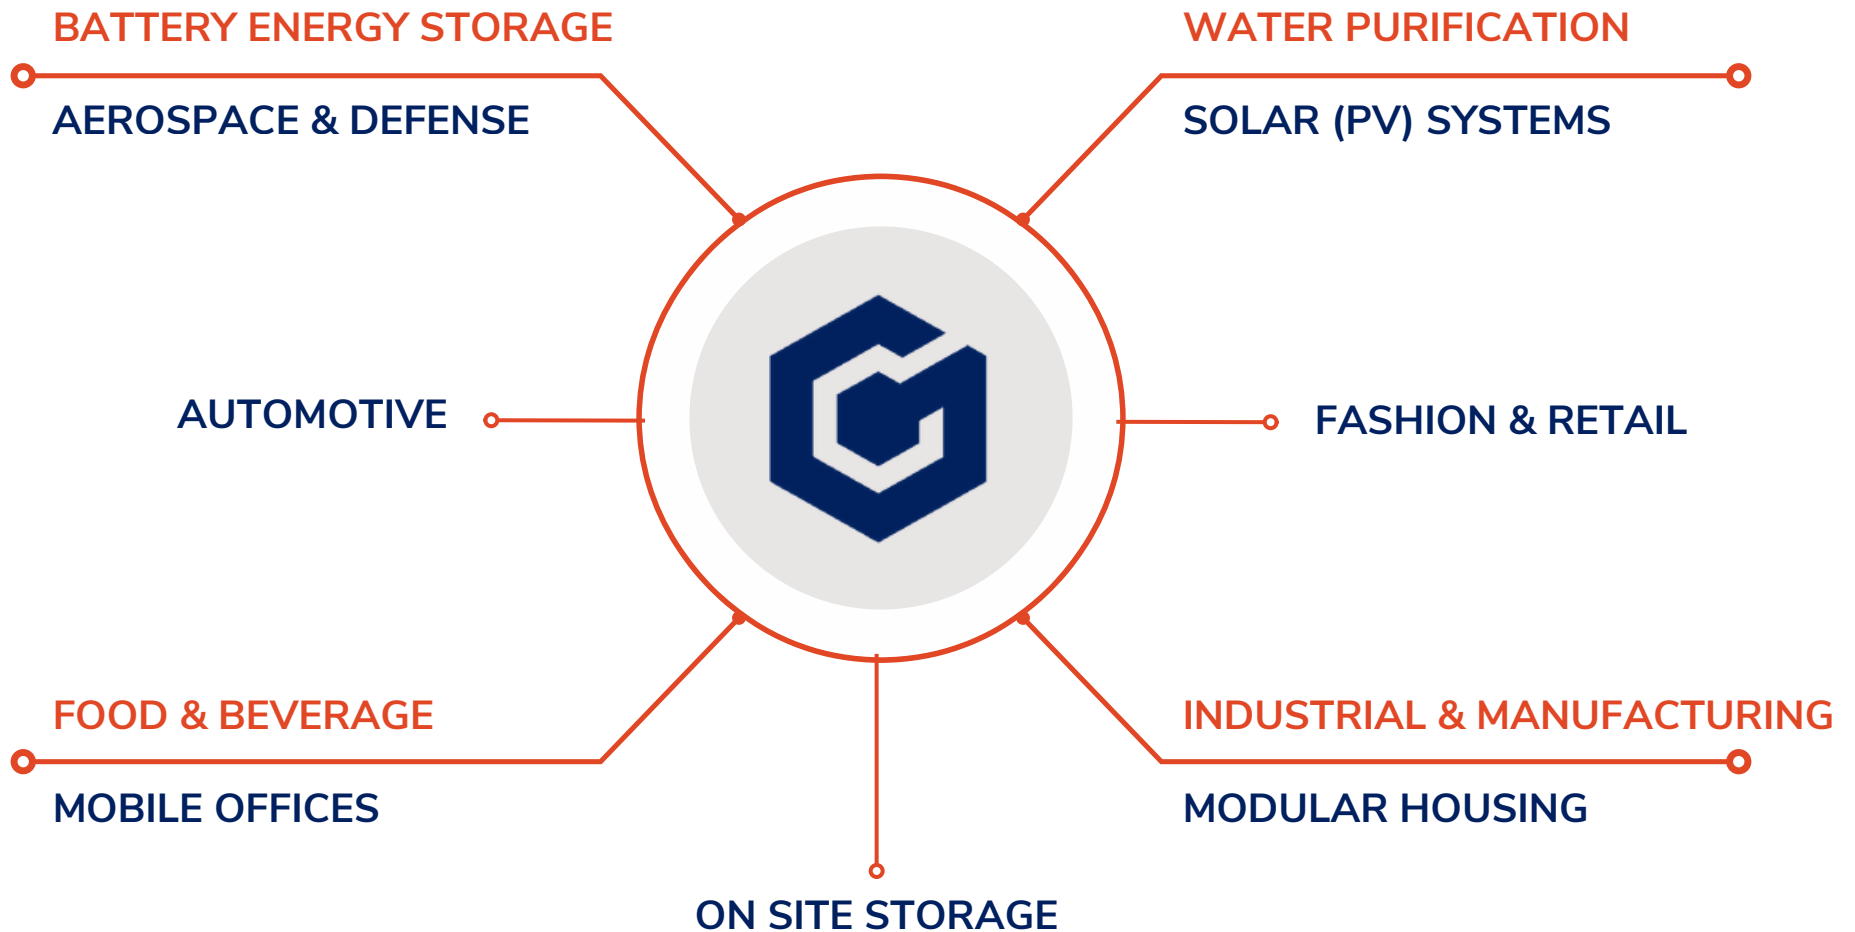 BATTERY ENERGY STORAGE
AEROSPACE & DEFENSE
WATER PURIFICATION
SOLAR (PV) SYSTEMS
AUTOMOTIVE
FASHION & RETAIL
FOOD & BEVERAGE
MOBILE OFFICES
INDUSTRIAL & MANUFACTURING
MODULAR HOUSING
ON SITE STORAGE